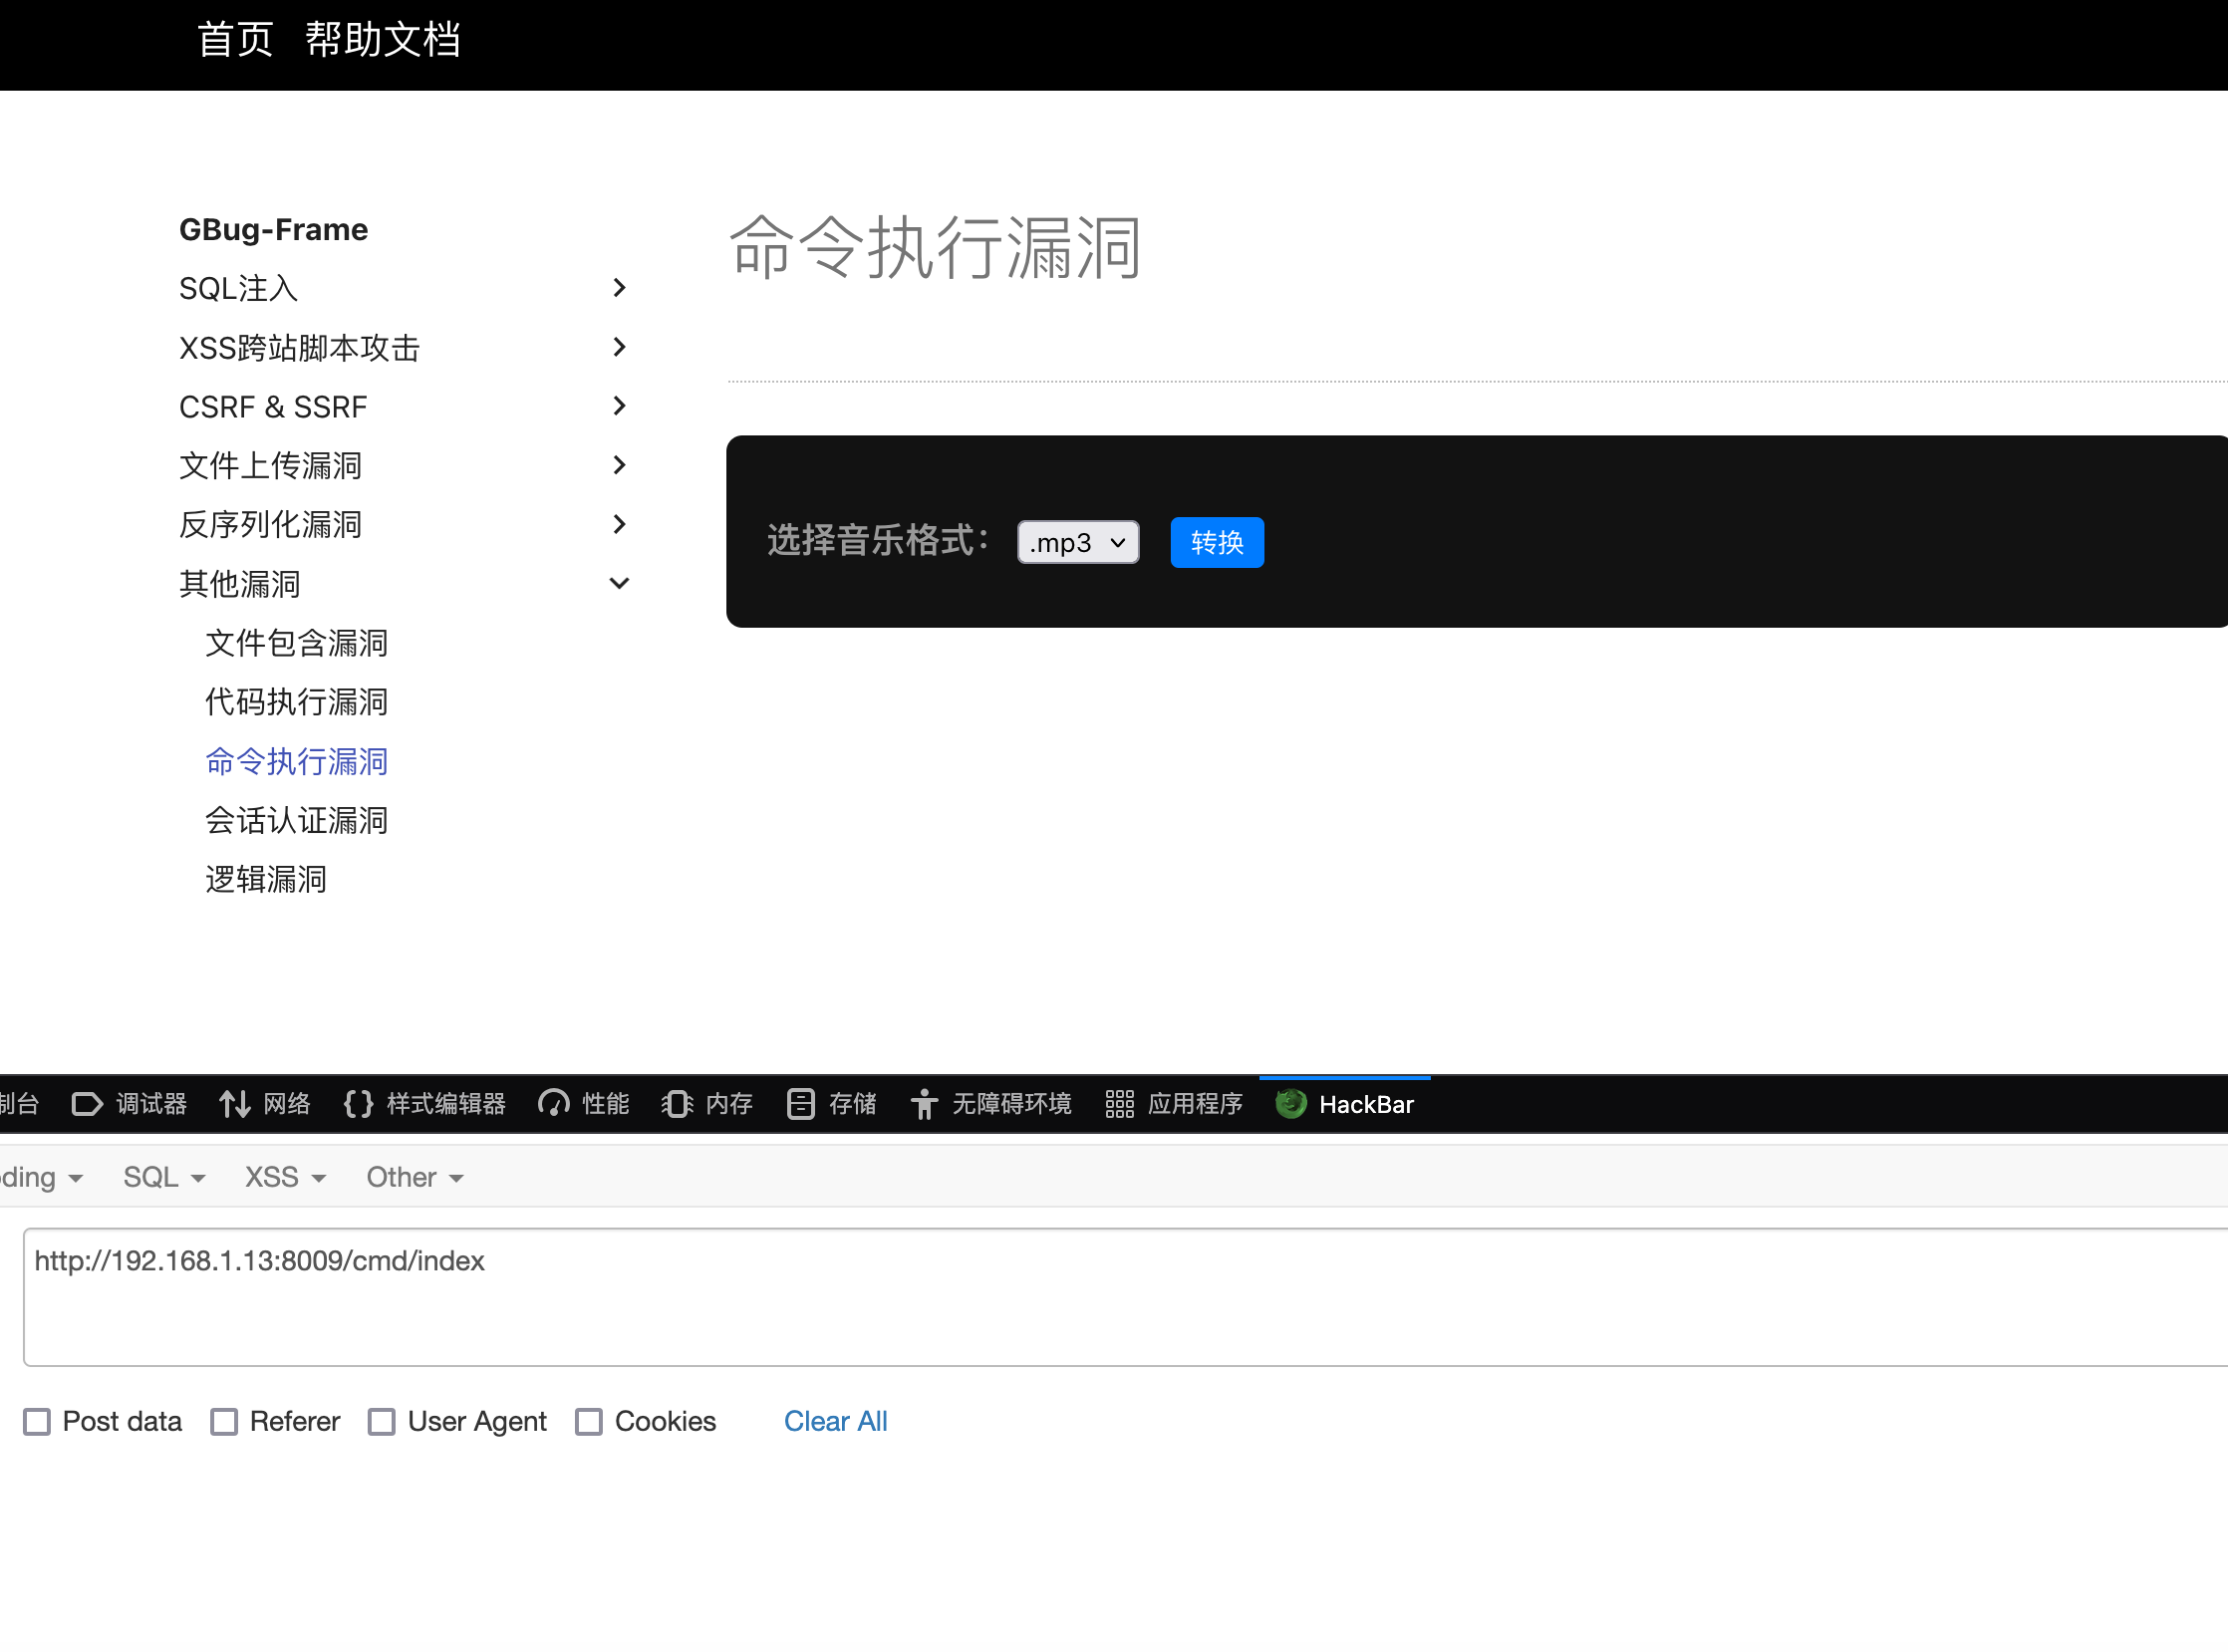 首页 帮助文档
GBug-Frame
SQL注入
XSS跨站脚本攻击
CSRF & SSRF
文件上传漏洞
反序列化漏洞
其他漏洞
文件包含漏洞
代码执行漏洞
命令执行漏洞
会话认证漏洞
逻辑漏洞
命令执行漏洞
选择音乐格式： .mp3 转换
制台 调试器 网络 样式编辑器 性能 内存 存储 无障碍环境 应用程序 HackBar
ding SQL XSS Other
http://192.168.1.13:8009/cmd/index
Post data Referer User Agent Cookies Clear All